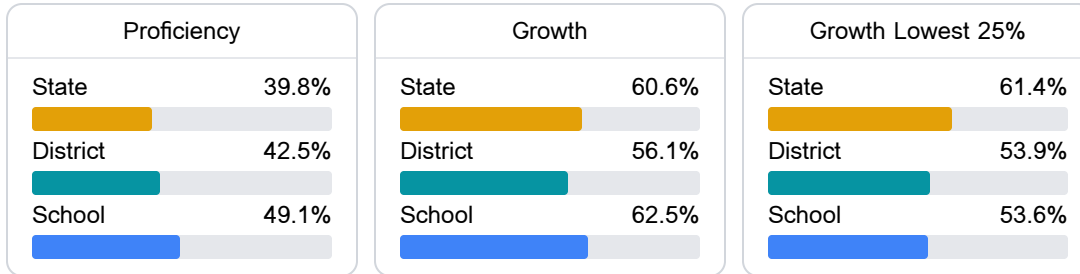 Proficiency
State 39.8%
District 42.5%
School 49.1%
Growth
State 60.6%
District 56.1%
School 62.5%
Growth Lowest 25%
State 61.4%
District 53.9%
School 53.6%